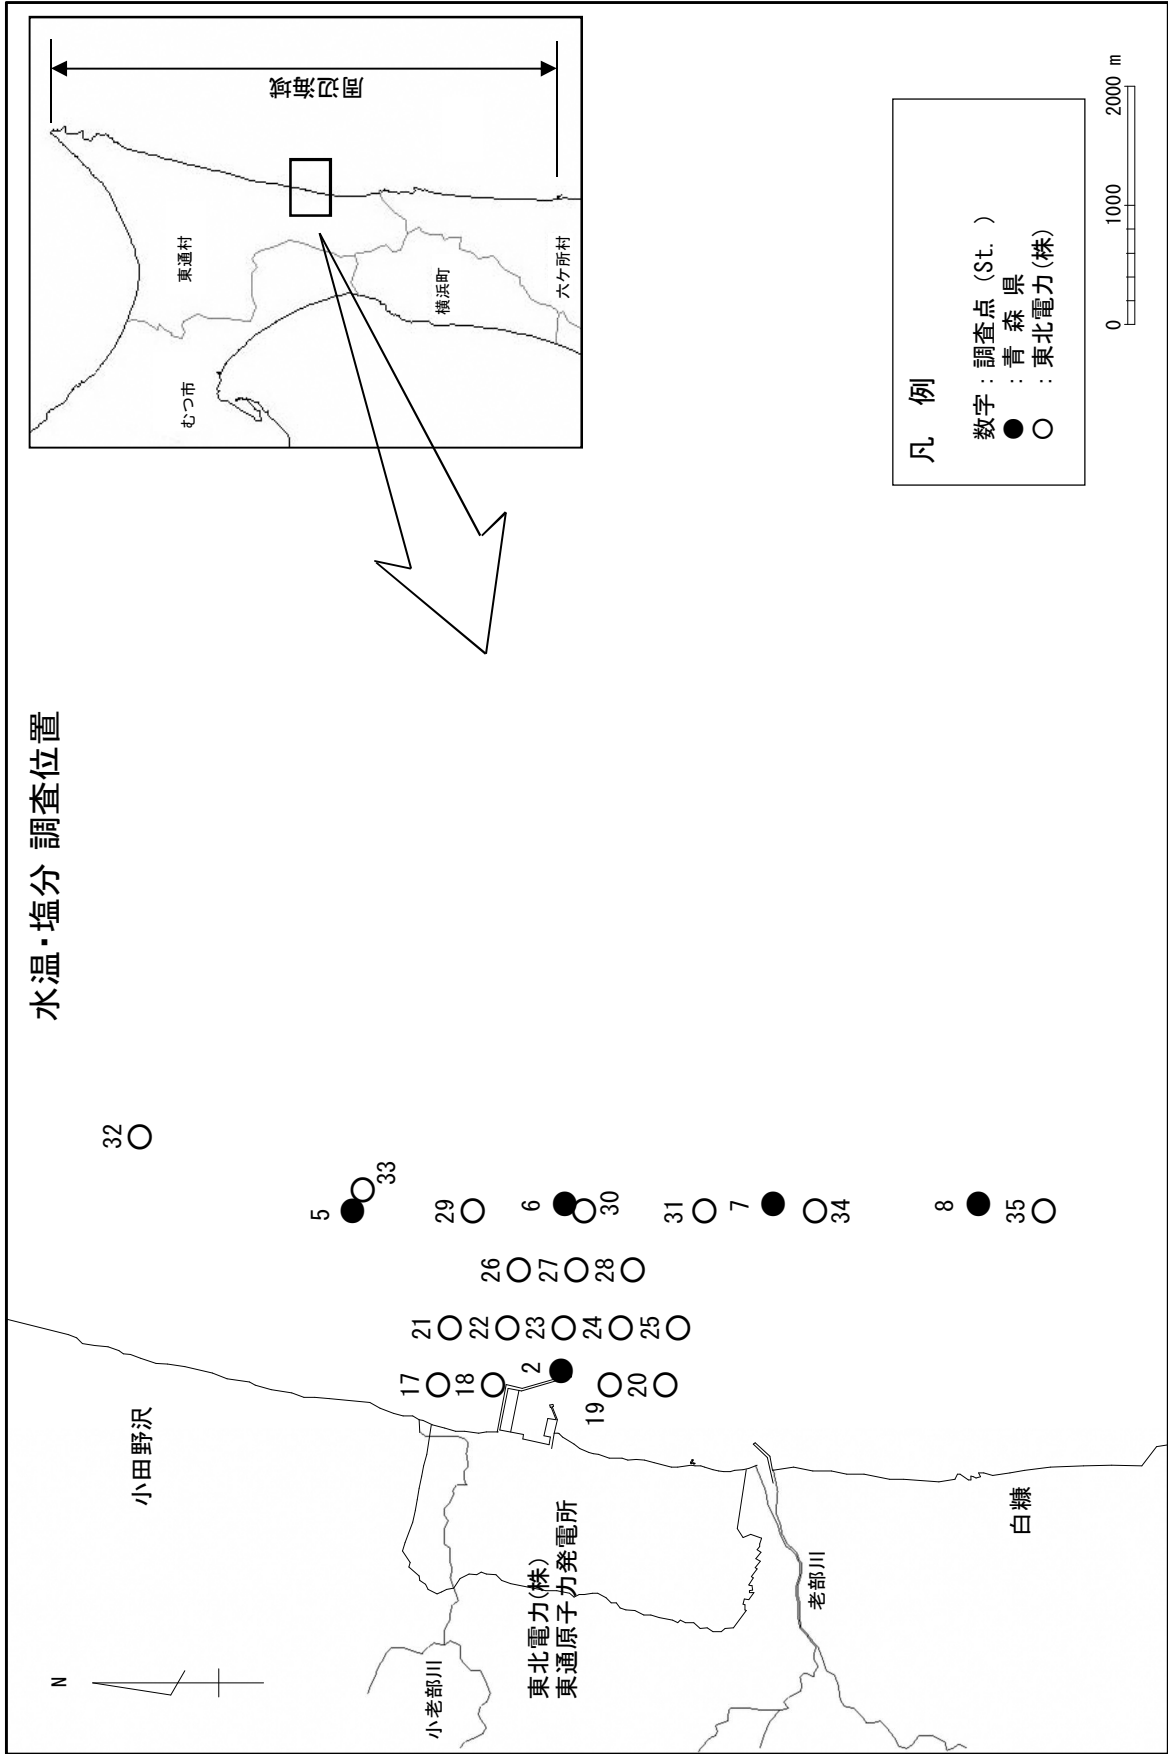 水温・塩分 調査位置
N
小田野沢
小老部川
東北電力(株)
東通原子力発電所
老部川
白糠
32
5
33
29
6
30
31
7
34
8
35
26
27
28
21
22
23
24
25
17
18
2
19
20
周辺海域
東通村
むつ市
横浜町
六ケ所村
凡 例
数字：調査点 (St. )
●：青 森 県
○：東北電力(株)
0 1000 2000 m